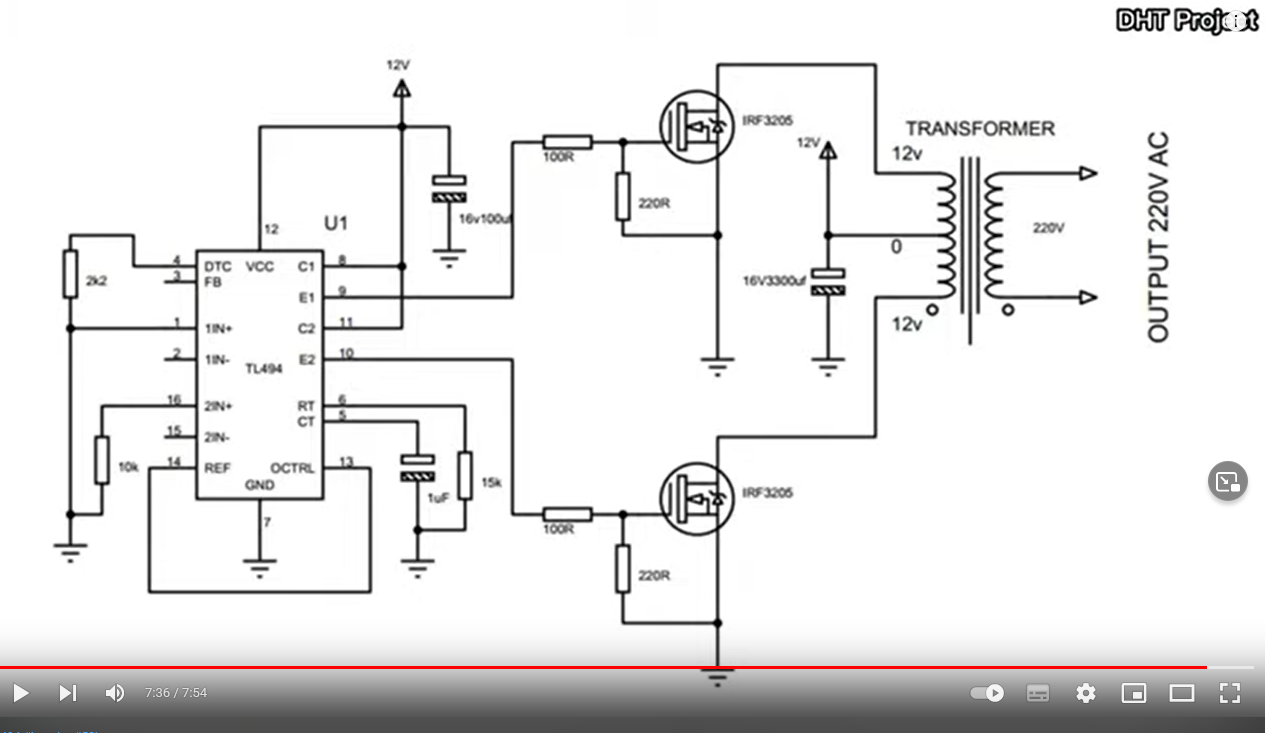 DHT Project
12V
IRF3205
TRANSFORMER
12V
12v
100R
220R
16v100uf
U1
12
220V
OUTPUT 220V AC
0
4
DTC
VCC
C1
8
2k2
3
FB
16V3300uf
E1
9
12v
1
1IN+
C2
11
2
1IN-
E2
10
TL494
16
2IN+
RT
6
CT
5
15
2IN-
10k
14
REF
OCTRL
13
15k
GND
1uF
IRF3205
7
100R
220R
7:36 / 7:54